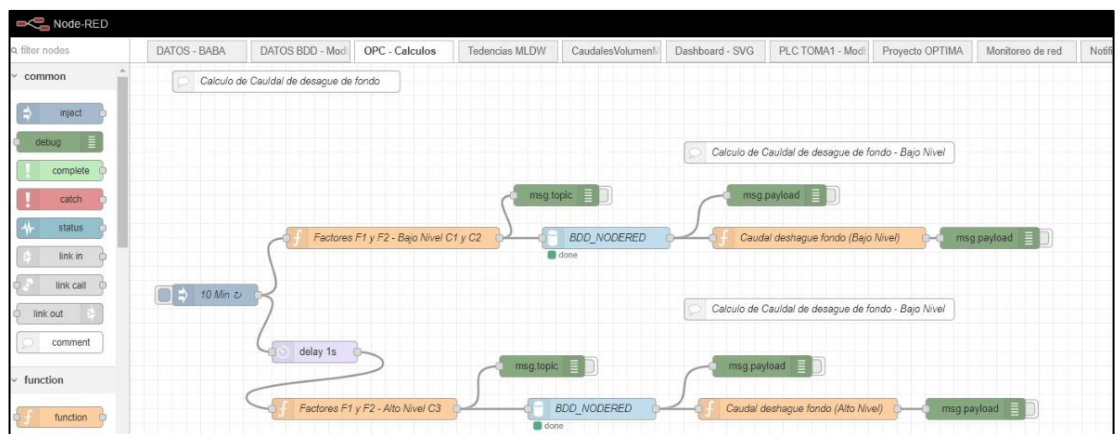 Node-RED
filter nodes
DATOS - BABA
DATOS BDD - Mod
OPC - Calculos
Tedencias MLDW
CaudalesVolumenM
Dashboard - SVG
PLC TOMA1 - Mod
Proyecto OPTIMA
Monitoreo de red
Notifi
common
inject
debug
complete
catch
status
link in
link call
link out
comment
function
function
Calculo de Cauldal de desague de fondo
Calculo de Cauldal de desague de fondo - Bajo Nivel
msg.topic
msg.payload
Factores F1 y F2 - Bajo Nivel C1 y C2
BDD_NODERED
done
Caudal deshague fondo (Bajo Nivel)
msg.payload
10 Min ↻
Calculo de Cauldal de desague de fondo - Bajo Nivel
delay 1s
msg.topic
msg.payload
Factores F1 y F2 - Alto Nivel C3
BDD_NODERED
done
Caudal deshague fondo (Alto Nivel)
msg.payload